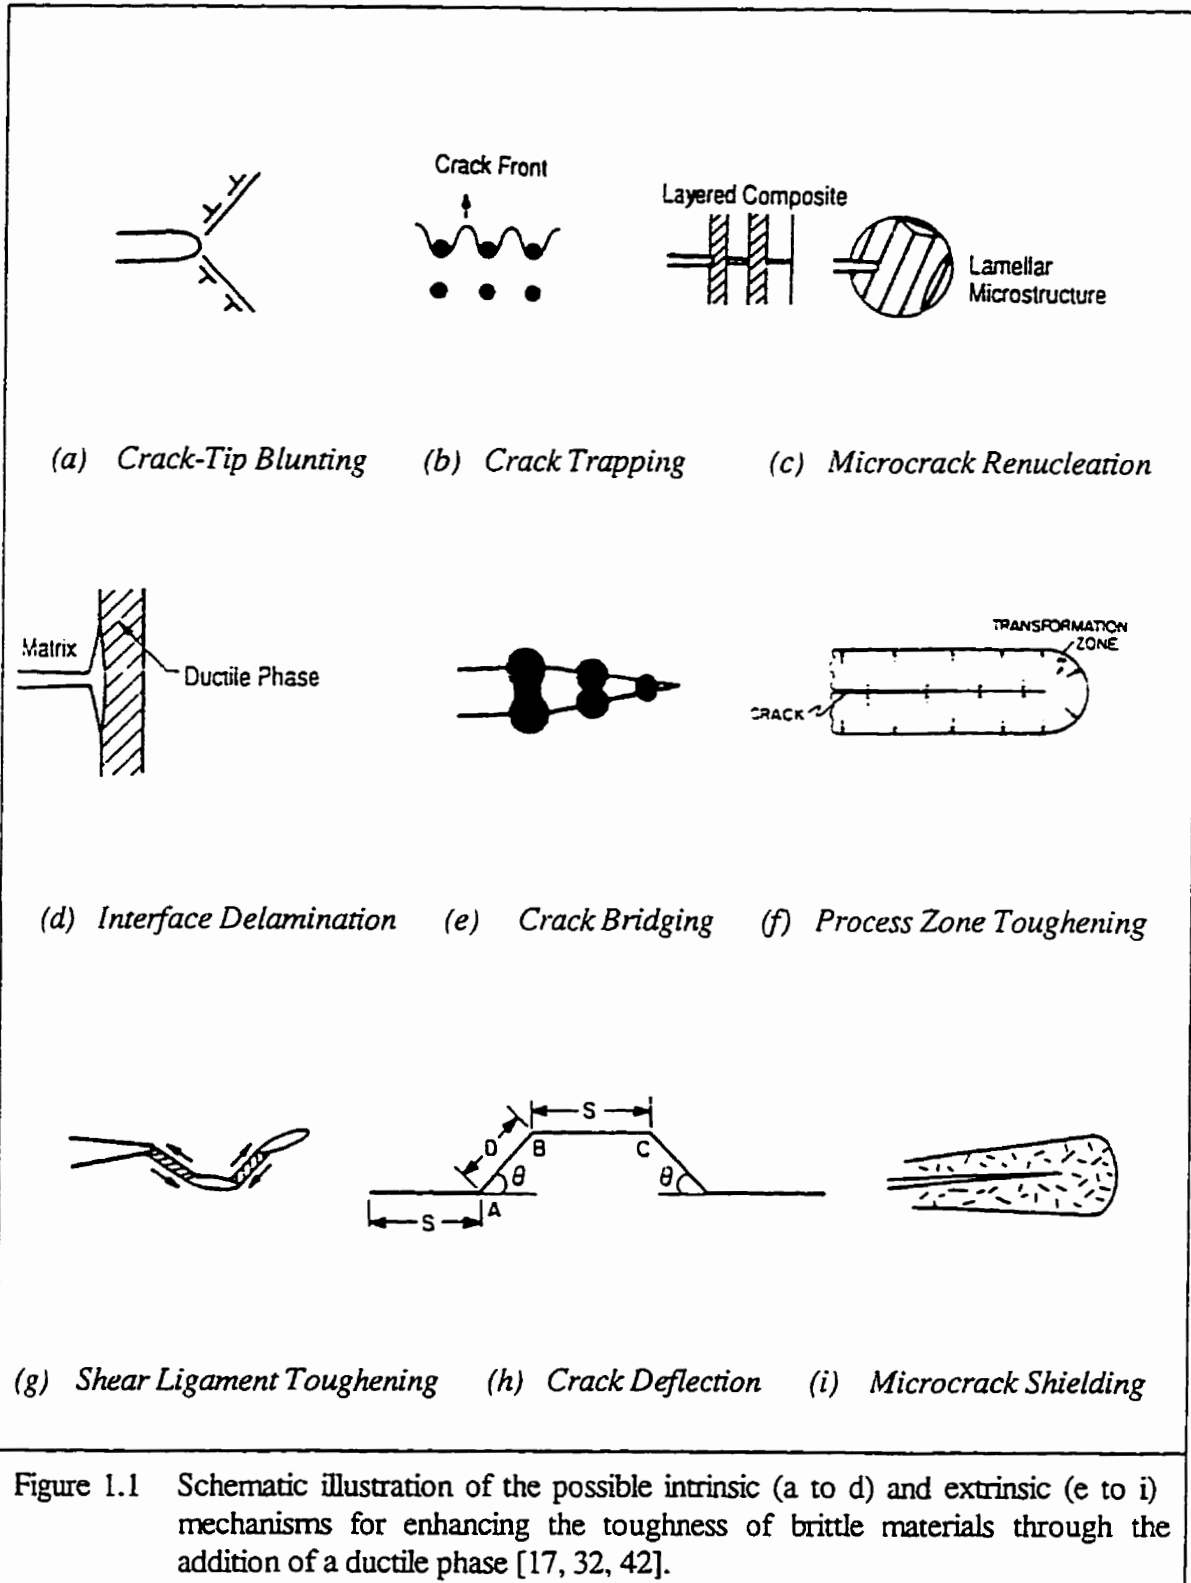 Crack Front
Layered Composite
Lamellar
Microstructure
(a) Crack-Tip Blunting (b) Crack Trapping (c) Microcrack Renucleation
Matrix
Ductile Phase
TRANSFORMATION
ZONE
CRACK
(d) Interface Delamination (e) Crack Bridging (f) Process Zone Toughening
S
D
B
C
θ
θ
A
S
(g) Shear Ligament Toughening (h) Crack Deflection (i) Microcrack Shielding
Figure 1.1 Schematic illustration of the possible intrinsic (a to d) and extrinsic (e to i)
mechanisms for enhancing the toughness of brittle materials through the
addition of a ductile phase [17, 32, 42].